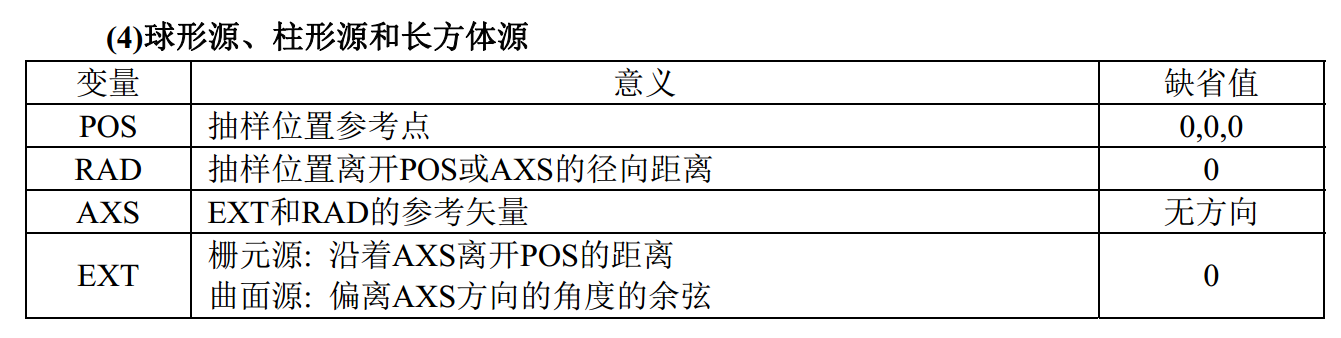 (4)球形源、柱形源和长方体源
变量 意义 缺省值
POS 抽样位置参考点 0,0,0
RAD 抽样位置离开POS或AXS的径向距离 0
AXS EXT和RAD的参考矢量 无方向
EXT 栅元源: 沿着AXS离开POS的距离 0
曲面源: 偏离AXS方向的角度的余弦